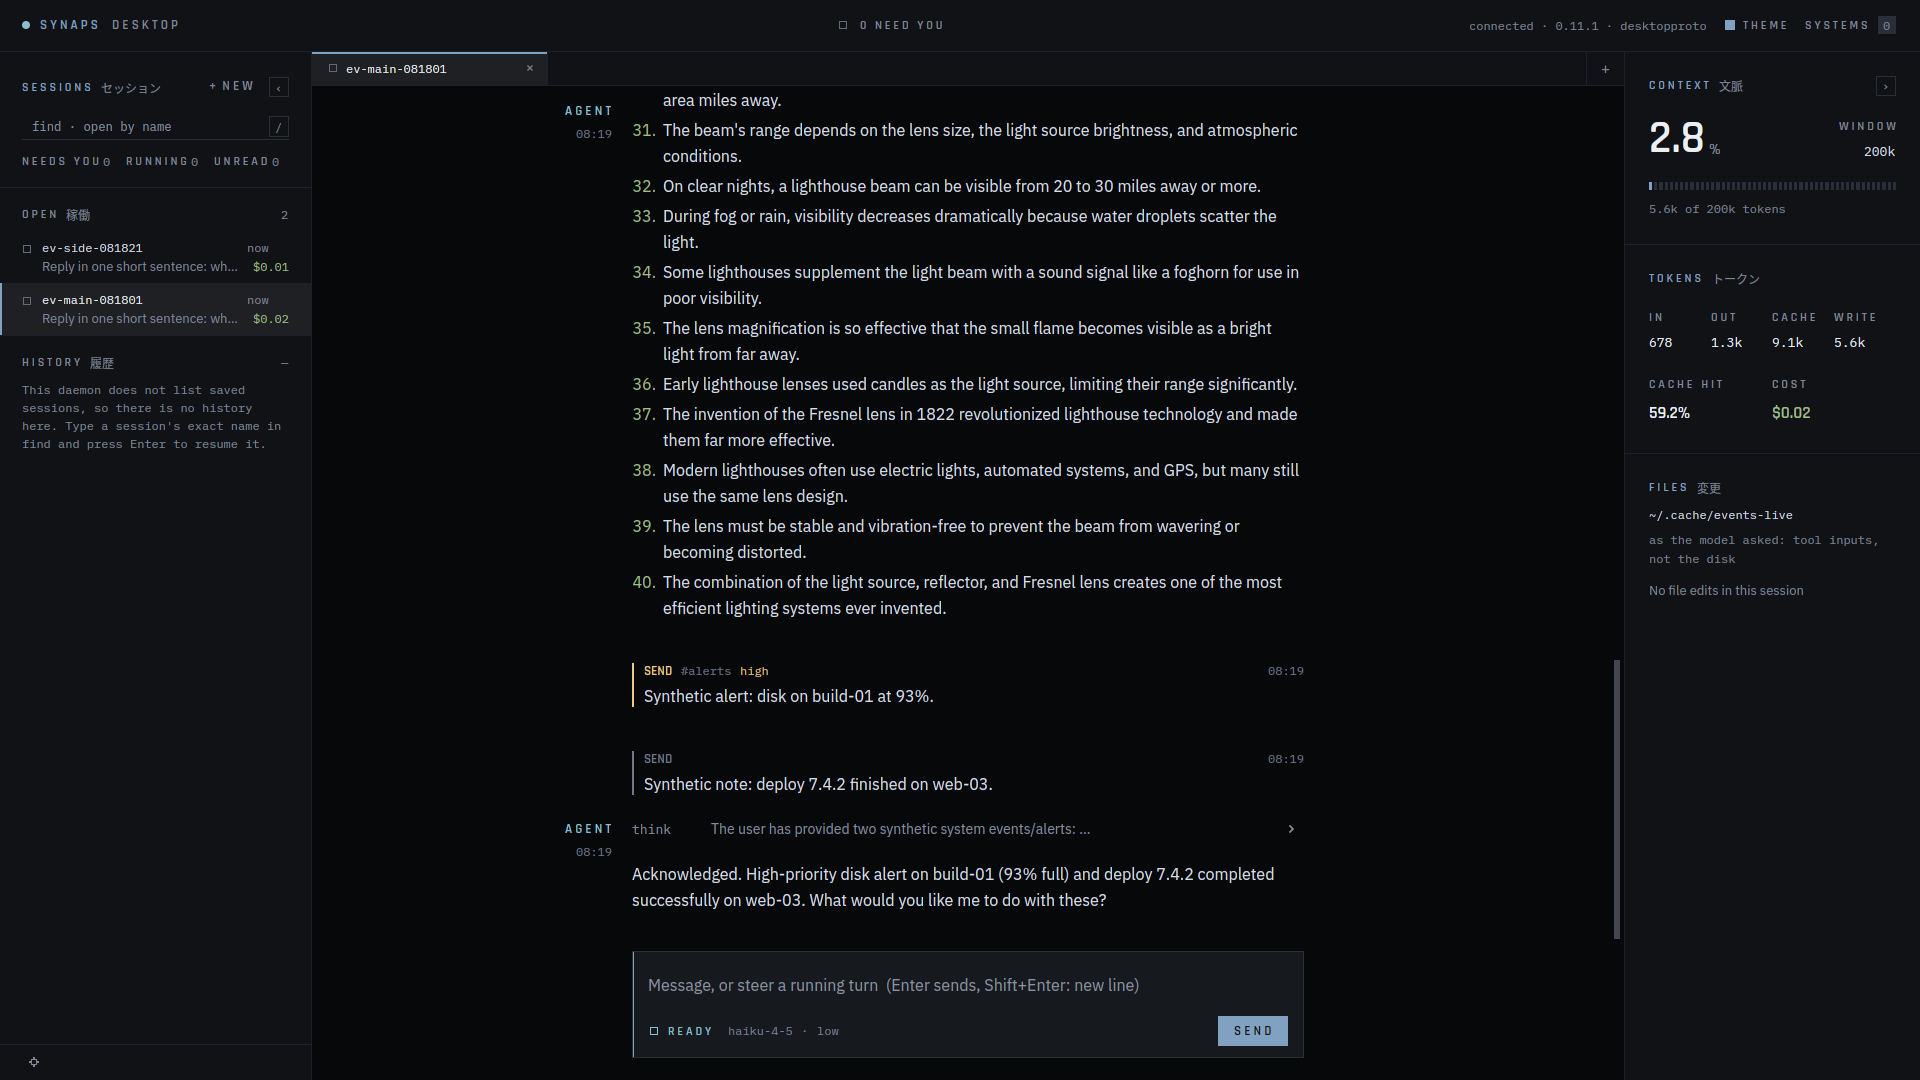 SYNAPS DESKTOP
0 NEED YOU
connected · 0.11.1 · desktopproto
THEME
SYSTEMS 0
SESSIONS セッション
+ NEW
‹
find · open by name
/
NEEDS YOU 0 RUNNING 0 UNREAD 0
OPEN 稼働
2
ev-side-081821 now
Reply in one short sentence: wh... $0.01
ev-main-081801 now
Reply in one short sentence: wh... $0.02
HISTORY 履歴
—
This daemon does not list saved
sessions, so there is no history
here. Type a session's exact name in
find and press Enter to resume it.
ev-main-081801 ×
+
AGENT
08:19
area miles away.
31. The beam's range depends on the lens size, the light source brightness, and atmospheric
conditions.
32. On clear nights, a lighthouse beam can be visible from 20 to 30 miles away or more.
33. During fog or rain, visibility decreases dramatically because water droplets scatter the
light.
34. Some lighthouses supplement the light beam with a sound signal like a foghorn for use in
poor visibility.
35. The lens magnification is so effective that the small flame becomes visible as a bright
light from far away.
36. Early lighthouse lenses used candles as the light source, limiting their range significantly.
37. The invention of the Fresnel lens in 1822 revolutionized lighthouse technology and made
them far more effective.
38. Modern lighthouses often use electric lights, automated systems, and GPS, but many still
use the same lens design.
39. The lens must be stable and vibration-free to prevent the beam from wavering or
becoming distorted.
40. The combination of the light source, reflector, and Fresnel lens creates one of the most
efficient lighting systems ever invented.
SEND #alerts high 08:19
Synthetic alert: disk on build-01 at 93%.
SEND 08:19
Synthetic note: deploy 7.4.2 finished on web-03.
AGENT
08:19
think The user has provided two synthetic system events/alerts: ... ›
Acknowledged. High-priority disk alert on build-01 (93% full) and deploy 7.4.2 completed
successfully on web-03. What would you like me to do with these?
Message, or steer a running turn (Enter sends, Shift+Enter: new line)
READY haiku-4-5 · low
SEND
CONTEXT 文脈
›
2.8 %
WINDOW
200k
5.6k of 200k tokens
TOKENS トークン
IN OUT CACHE WRITE
678 1.3k 9.1k 5.6k
CACHE HIT COST
59.2% $0.02
FILES 変更
~/.cache/events-live
as the model asked: tool inputs,
not the disk
No file edits in this session